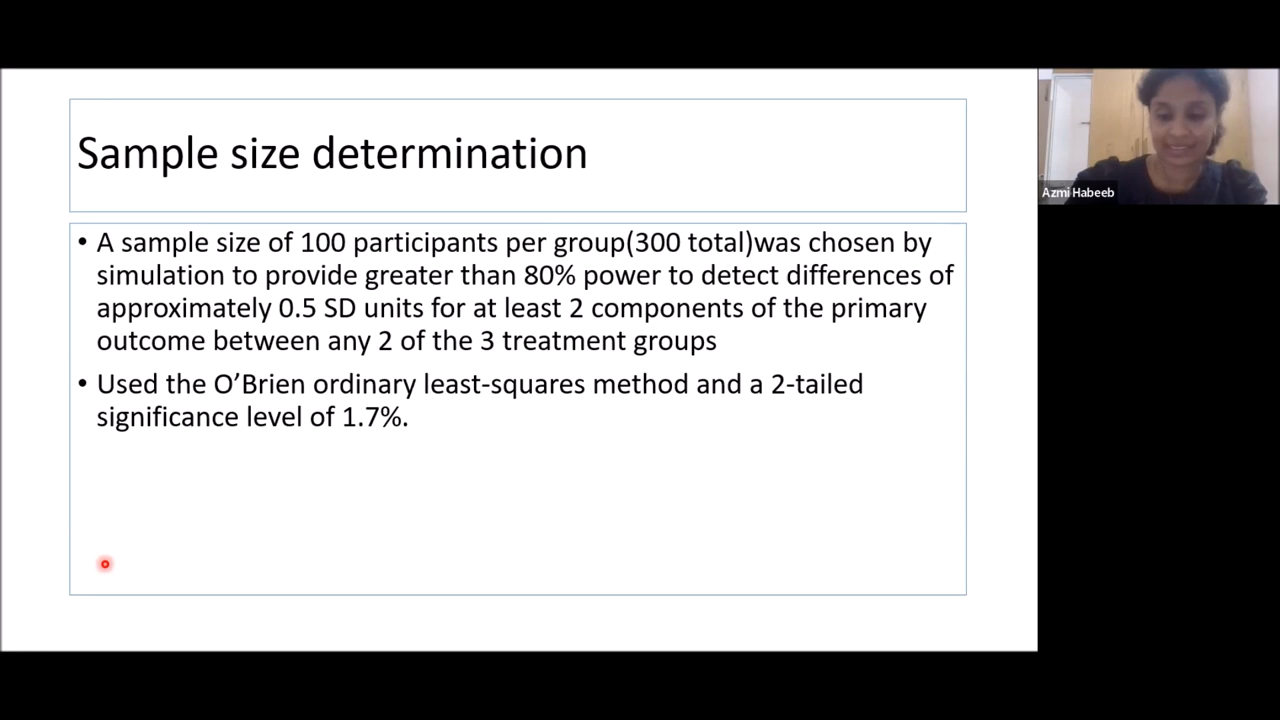 Sample size determination
• A sample size of 100 participants per group(300 total)was chosen by
simulation to provide greater than 80% power to detect differences of
approximately 0.5 SD units for at least 2 components of the primary
outcome between any 2 of the 3 treatment groups
• Used the O’Brien ordinary least-squares method and a 2-tailed
significance level of 1.7%.
Azmi Habeeb